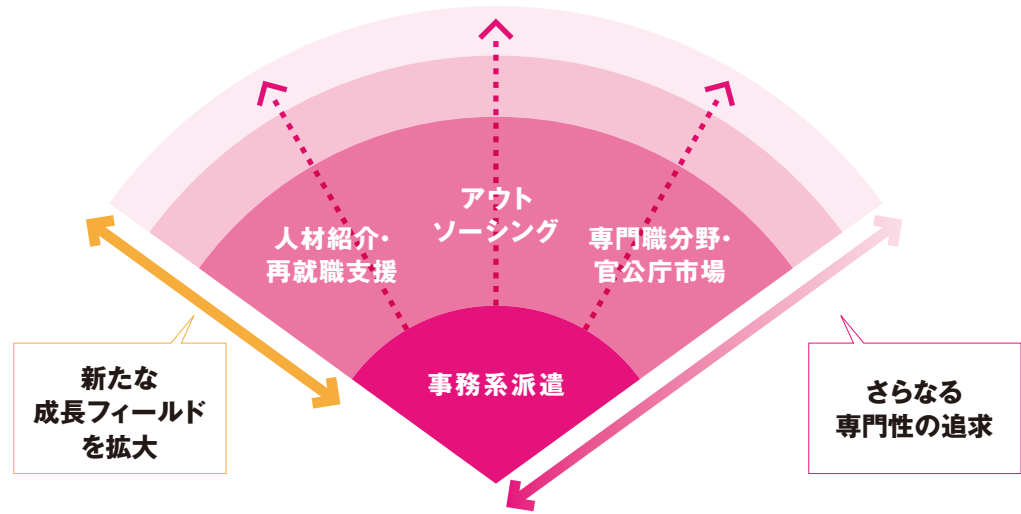 アウト
ソーシング
人材紹介・
再就職支援
専門職分野・
官公庁市場
事務系派遣
新たな
成長フィールド
を拡大
さらなる
専門性の追求